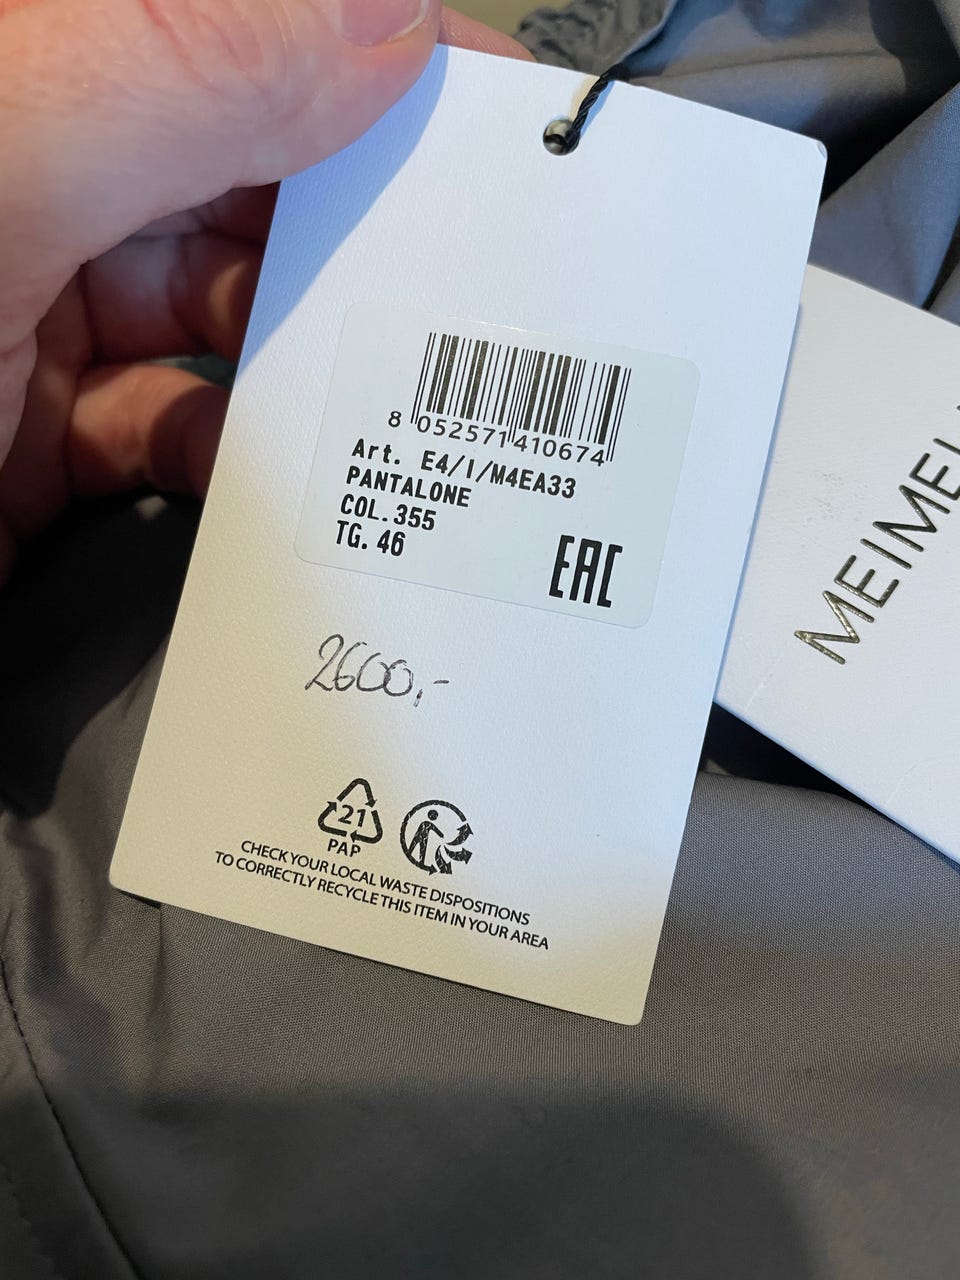 8 052571 410674
Art. E4/I/M4EA33
PANTALONE
COL.355
TG. 46
EAC
2600,-
21
PAP
CHECK YOUR LOCAL WASTE DISPOSITIONS
TO CORRECTLY RECYCLE THIS ITEM IN YOUR AREA
MEIMEI